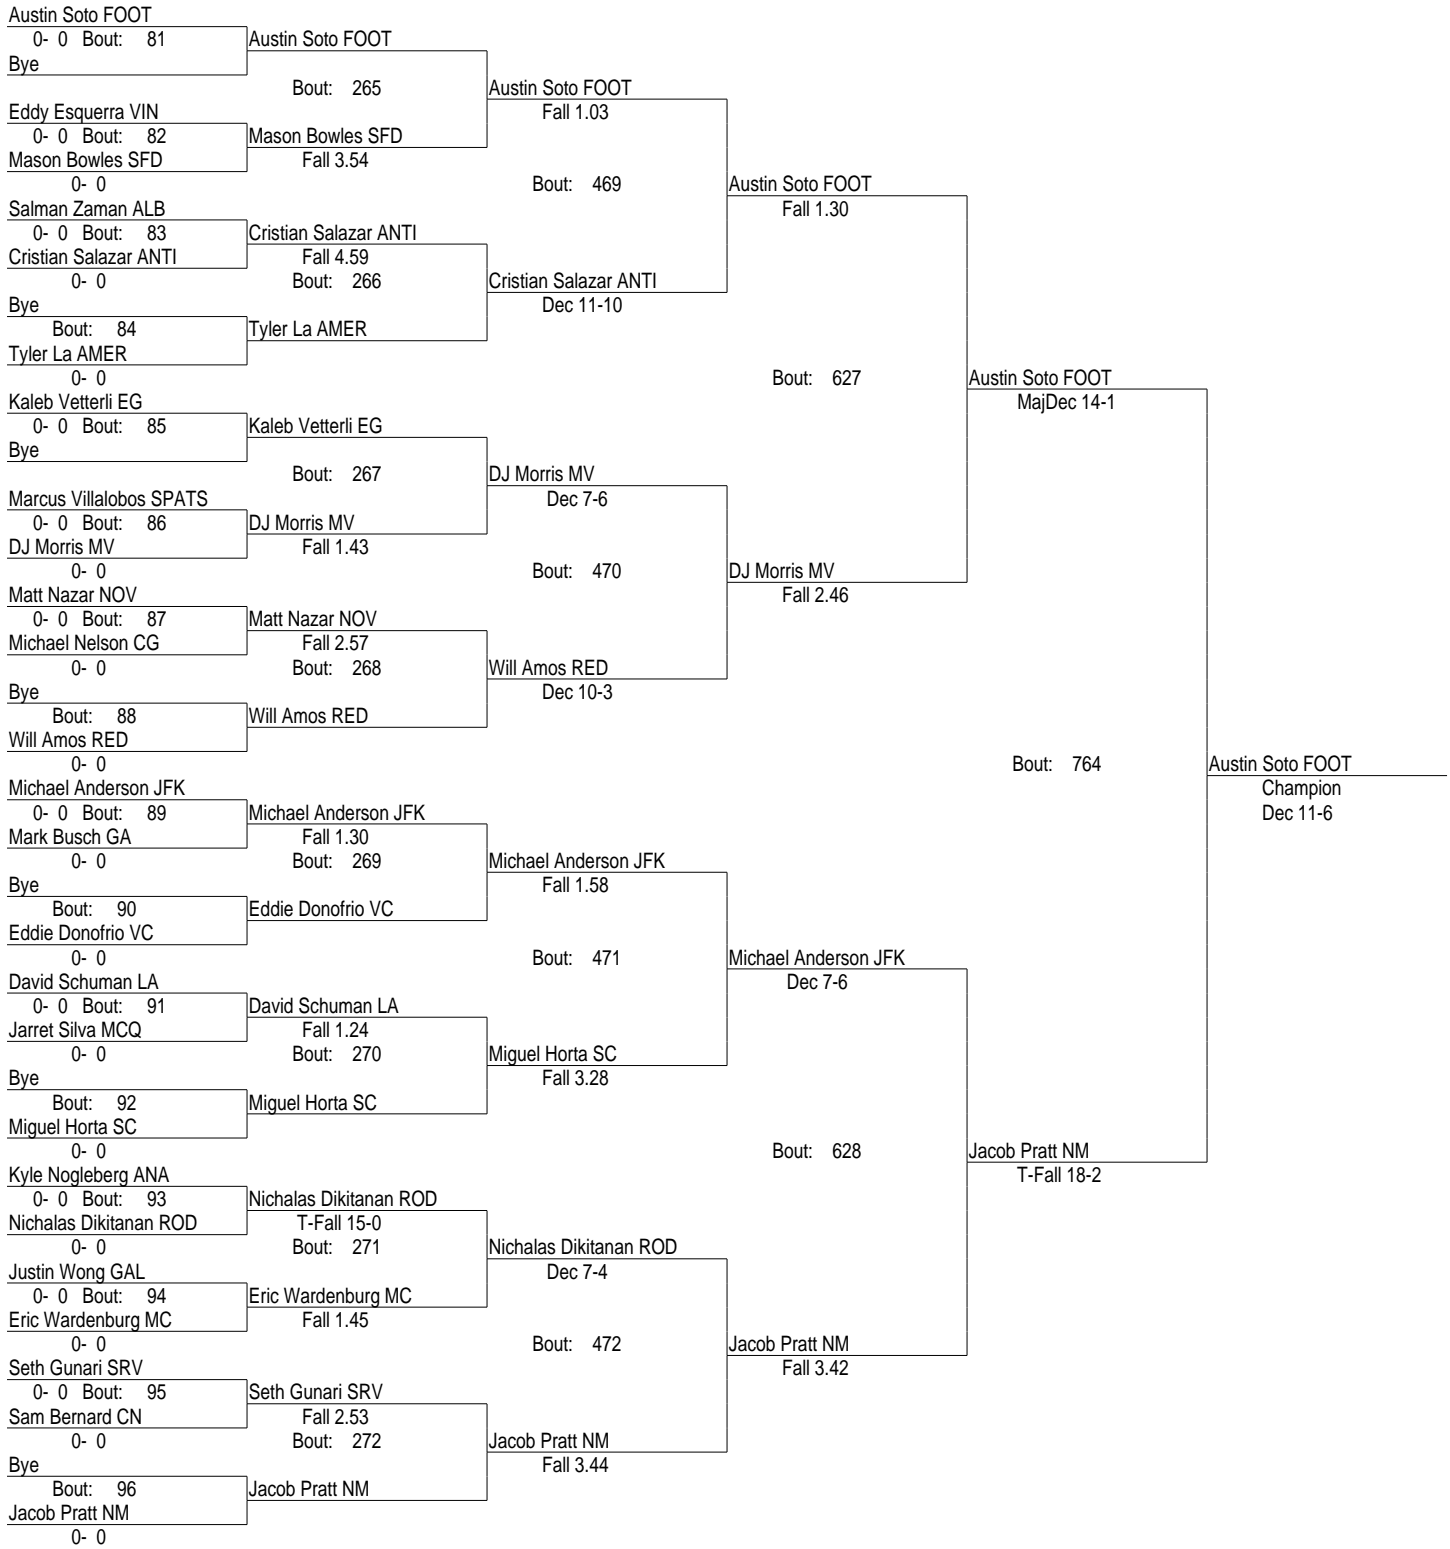 Austin Soto FOOT
0- 0 Bout: 81 Austin Soto FOOT
Bye
Bout: 265 Austin Soto FOOT
Eddy Esquerra VIN Fall 1.03
0- 0 Bout: 82 Mason Bowles SFD
Mason Bowles SFD Fall 3.54
0- 0 Bout: 469 Austin Soto FOOT
Salman Zaman ALB Fall 1.30
0- 0 Bout: 83 Cristian Salazar ANTI
Cristian Salazar ANTI Fall 4.59
0- 0 Bout: 266 Cristian Salazar ANTI
Bye Dec 11-10
Bout: 84 Tyler La AMER
Tyler La AMER
0- 0 Bout: 627 Austin Soto FOOT
Kaleb Vetterli EG MajDec 14-1
0- 0 Bout: 85 Kaleb Vetterli EG
Bye
Bout: 267 DJ Morris MV
Marcus Villalobos SPATS Dec 7-6
0- 0 Bout: 86 DJ Morris MV
DJ Morris MV Fall 1.43
0- 0 Bout: 470 DJ Morris MV
Matt Nazar NOV Fall 2.46
0- 0 Bout: 87 Matt Nazar NOV
Michael Nelson CG Fall 2.57
0- 0 Bout: 268 Will Amos RED
Bye Dec 10-3
Bout: 88 Will Amos RED
Will Amos RED
0- 0 Bout: 764 Austin Soto FOOT
Michael Anderson JFK Champion
0- 0 Bout: 89 Michael Anderson JFK Dec 11-6
Mark Busch GA Fall 1.30
0- 0 Bout: 269 Michael Anderson JFK
Bye Fall 1.58
Bout: 90 Eddie Donofrio VC
Eddie Donofrio VC
0- 0 Bout: 471 Michael Anderson JFK
David Schuman LA Dec 7-6
0- 0 Bout: 91 David Schuman LA
Jarret Silva MCQ Fall 1.24
0- 0 Bout: 270 Miguel Horta SC
Bye Fall 3.28
Bout: 92 Miguel Horta SC
Miguel Horta SC
0- 0 Bout: 628 Jacob Pratt NM
Kyle Nogleberg ANA T-Fall 18-2
0- 0 Bout: 93 Nichalas Dikitanan ROD
Nichalas Dikitanan ROD T-Fall 15-0
0- 0 Bout: 271 Nichalas Dikitanan ROD
Justin Wong GAL Dec 7-4
0- 0 Bout: 94 Eric Wardenburg MC
Eric Wardenburg MC Fall 1.45
0- 0 Bout: 472 Jacob Pratt NM
Seth Gunari SRV Fall 3.42
0- 0 Bout: 95 Seth Gunari SRV
Sam Bernard CN Fall 2.53
0- 0 Bout: 272 Jacob Pratt NM
Bye Fall 3.44
Bout: 96 Jacob Pratt NM
Jacob Pratt NM
0- 0